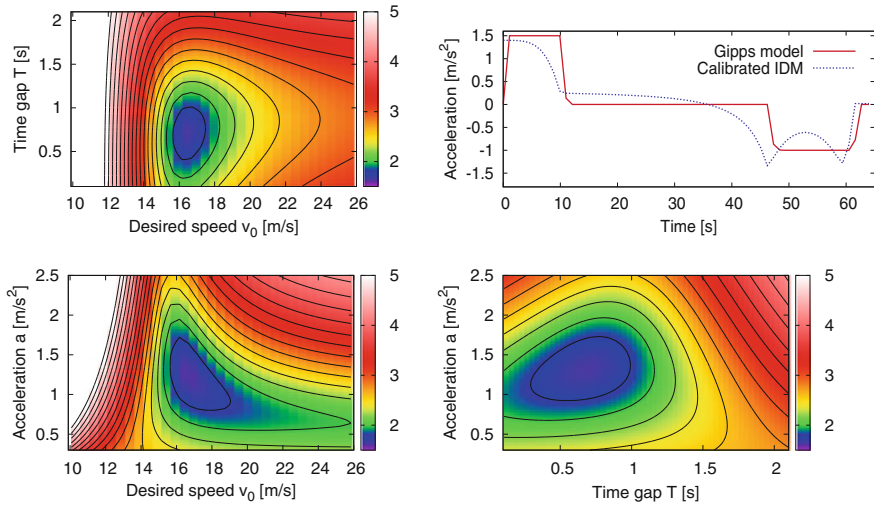 Time gap T [s]
2
1.5
1
0.5
10 12 14 16 18 20 22 24 26
Desired speed v0 [m/s]
5
4
3
2
Acceleration [m/s2]
1.5
1
0.5
0
-0.5
-1
-1.5
0 10 20 30 40 50 60
Time [s]
Gipps model
Calibrated IDM
Acceleration a [m/s2]
2.5
2
1.5
1
0.5
10 12 14 16 18 20 22 24 26
Desired speed v0 [m/s]
5
4
3
2
Acceleration a [m/s2]
2.5
2
1.5
1
0.5
0.5 1 1.5 2
Time gap T [s]
5
4
3
2